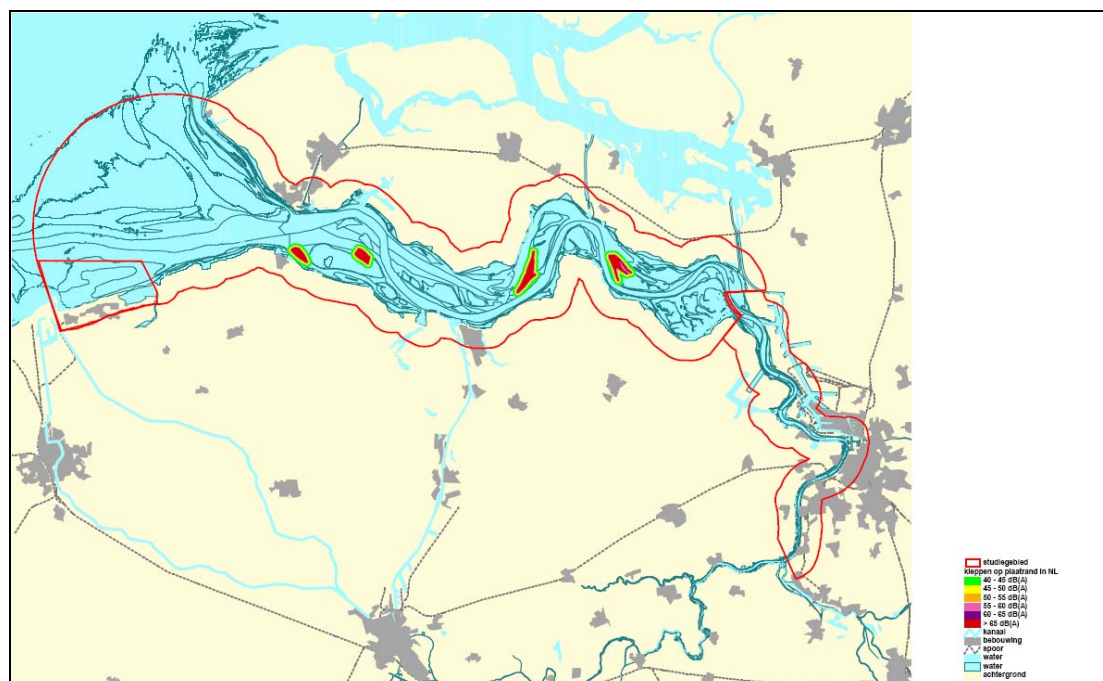 studiegebied
kleppen op plaatrand in NL
40 - 45 dB(A)
45 - 50 dB(A)
50 - 55 dB(A)
55 - 60 dB(A)
60 - 65 dB(A)
> 65 dB(A)
kanaal
bebouwing
spoor
water
water
achtergrond